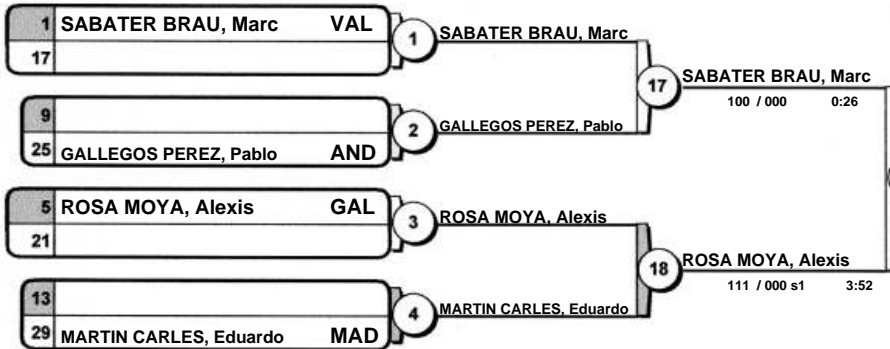 1 SABATER BRAU, Marc VAL
17
1
SABATER BRAU, Marc
9
25 GALLEGOS PEREZ, Pablo AND
2
GALLEGOS PEREZ, Pablo
17
SABATER BRAU, Marc
100 / 000 0:26
5 ROSA MOYA, Alexis GAL
21
3
ROSA MOYA, Alexis
13
29 MARTIN CARLES, Eduardo MAD
4
MARTIN CARLES, Eduardo
18
ROSA MOYA, Alexis
111 / 000 s1 3:52